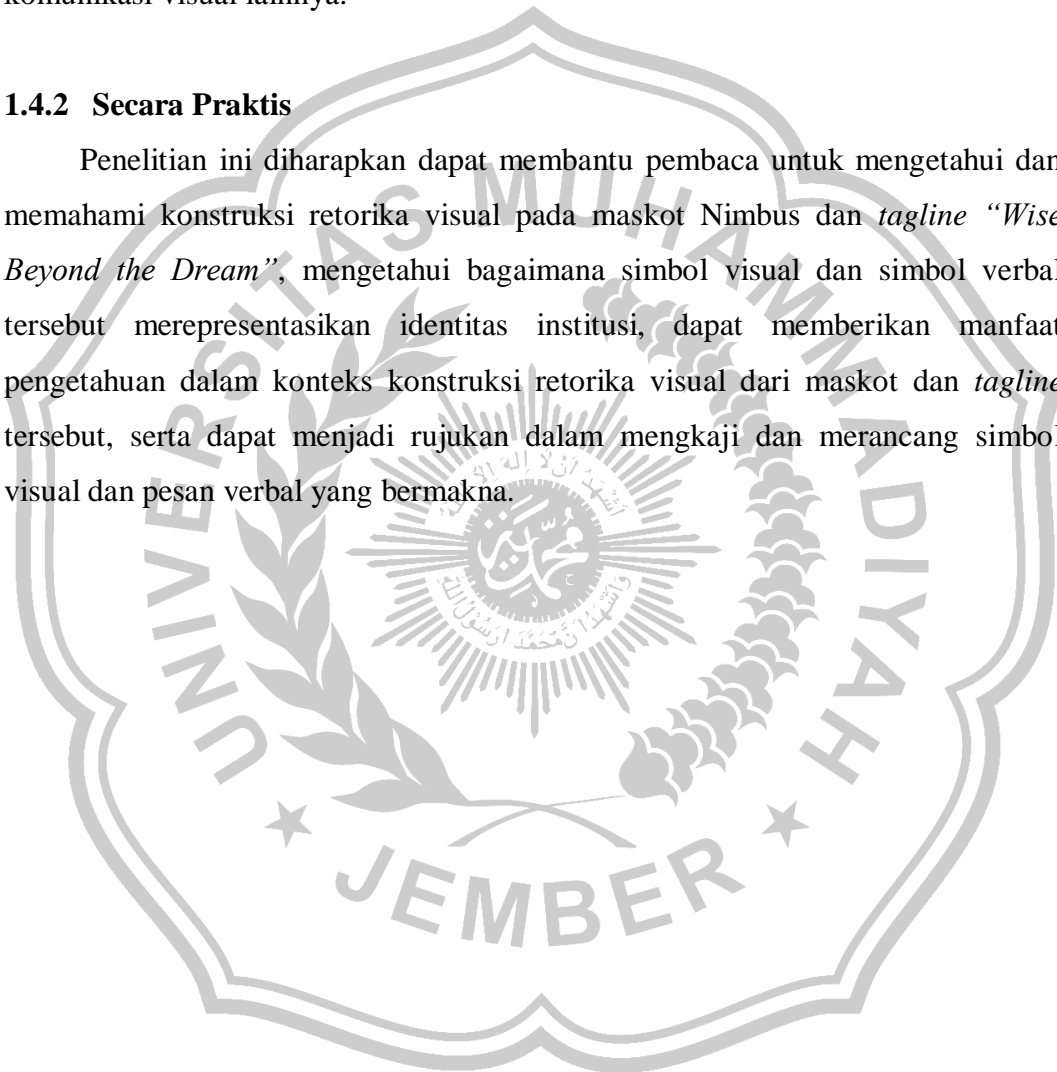 komunikasi visual lainnya.
1.4.2 Secara Praktis
Penelitian ini diharapkan dapat membantu pembaca untuk mengetahui dan
memahami konstruksi retorika visual pada maskot Nimbus dan tagline “Wise
Beyond the Dream”, mengetahui bagaimana simbol visual dan simbol verbal
tersebut merepresentasikan identitas institusi, dapat memberikan manfaat
pengetahuan dalam konteks konstruksi retorika visual dari maskot dan tagline
tersebut, serta dapat menjadi rujukan dalam mengkaji dan merancang simbol
visual dan pesan verbal yang bermakna.
UNIVERSITAS MUHAMMADIYAH
JEMBER